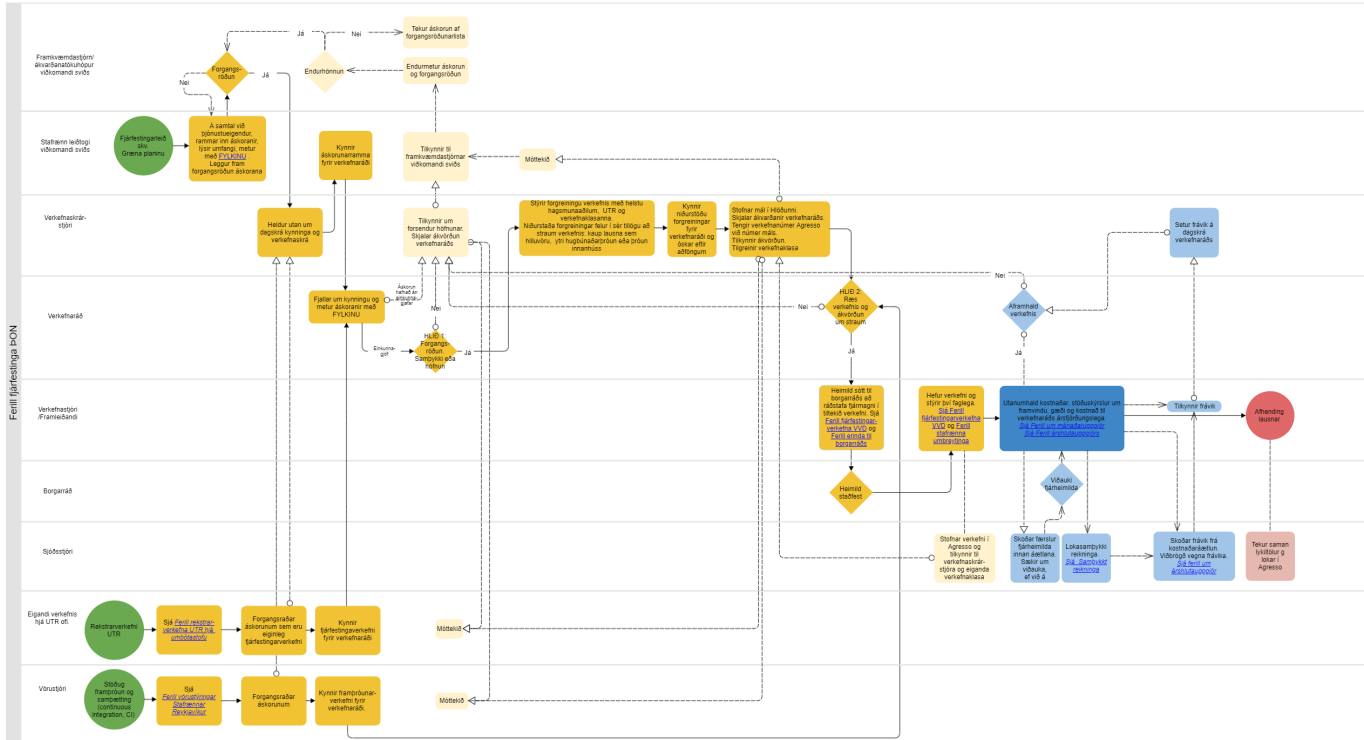 Ferill fjárfestinga ÞON
Framkvæmdastjórn/
ákvarðanatökuhópur
viðkomandi sviðs
Já
Nei
Tekur áskorun af
forgangsröðunarlista
Forgangs-
röðun
Nei
Já
Endurhönnun
Endurmetur áskorun
og forgangsröðun
Stafrænn leiðtogi
viðkomandi sviðs
Fjárfestingarleið
skv.
Græna planinu
Á samtal við
þjónustueigendur,
rammar inn áskoranir,
lýsir umfangi, metur
með FYLKINU .
Leggur fram
forgangsröðun áskorana
Kynnir
áskorunarramma
fyrir verkefnaráði
Tilkynnir til
framkvæmdastjórnar
viðkomandi sviðs
Móttekið
Verkefnaskrár-
stjóri
Heldur utan um
dagskrá kynninga og
verkefnaskrá
Tilkynnir um
forsendur höfnunar.
Skjalar ákvörðun
verkefnaráðs
Stýrir forgreiningu verkefnis með helstu
hagsmunaaðilum, UTR og
verkefnaklasanna.
Niðurstaða forgreiningar felur í sér tillögu að
straum verkefnis: kaup lausna sem
hilluvöru, ytri hugbúnaðarþróun eða þróun
innanhúss
Kynnir
niðurstöðu
forgreiningar
fyrir
verkefnaráði og
óskar eftir
aðföngum
Stofnar mál í Hlöðunni.
Skjalar ákvarðanir verkefnaráðs.
Tengir verkefnanúmer Agresso
við númer máls.
Tilkynnir ákvörðun.
Tilgreinir verkefnaklasa
Setur frávik á
dagskrá
verkefnaráðs
Verkefnaráð
Fjallar um kynningu og
metur áskoranir með
FYLKINU
Áskorun
hafnað án
Nei
Einkunna-
gjöf
HLIÐ 1:
Forgangs-
röðun.
Samþykki eða
höfnun
Já
Nei
HLIÐ 2:
Ræs
verkefnis og
ákvörðun
um straum
Já
Nei
Áframhald
verkefnis
Já
Verkefnastjóri
/Framleiðandi
Heimild sótt til
borgarráðs að
ráðstafa fjármagni í
tiltekið verkefni. Sjá
Ferill fjárfestingar-
verkefna VVD og
Ferill erinda til
borgarráðs
Hefur verkefni og
stýrir því faglega.
Sjá Ferill
fjárfestingarverkefna
VVD og Ferill
stafrænna
umbreytinga
Utanumhald kostnaðar, stöðuskýrslur um
framvindu, gæði og kostnað til
verkefnaráðs ársfjórðungslega.
Sjá Ferill um mánaðaruppgjör
Sjá Ferill árshlutauppgjörs
Tilkynnir frávik
Afhending
lausnar
Borgarráð
Heimild
staðfest
Viðauki
fjárheimilda
Sjóðsstjóri
Stofnar verkefni í
Agresso og
tilkynnir til
verkefnaskrár-
stjóra og eiganda
verkefnaklasa
Skoðar færslur
fjárheimilda
innan áætlana.
Sækir um
viðauka,
ef við á
Lokasamþykki
reikninga.
Sjá Samþykkt
reikninga
Skoðar frávik frá
kostnaðaráætlun.
Viðbrögð vegna frávika.
Sjá ferill um
árshlutauppgjör
Tekur saman
lykiltölur g
lokar í
Agresso
Eigandi verkefnis
hjá UTR ofl.
Rekstrarverkefni
UTR
Sjá Ferill rekstrar-
verkefna UTR hjá
umbótastofu
Forgangsraðar
áskorunum sem eru
eiginleg
fjárfestingarverkefni
Kynnir
fjárfestingaverkefni
fyrir verkefnaráði
Móttekið
Vörustjóri
Stöðug
framþróun og
samþætting
(continuous
integration, CI)
Sjá
Ferill vörustýringar
Stafrænnar
Reykjavíkur
Forgangsraðar
áskorunum
Kynnir framþróunar-
verkefni fyrir
verkefnaráði.
Móttekið